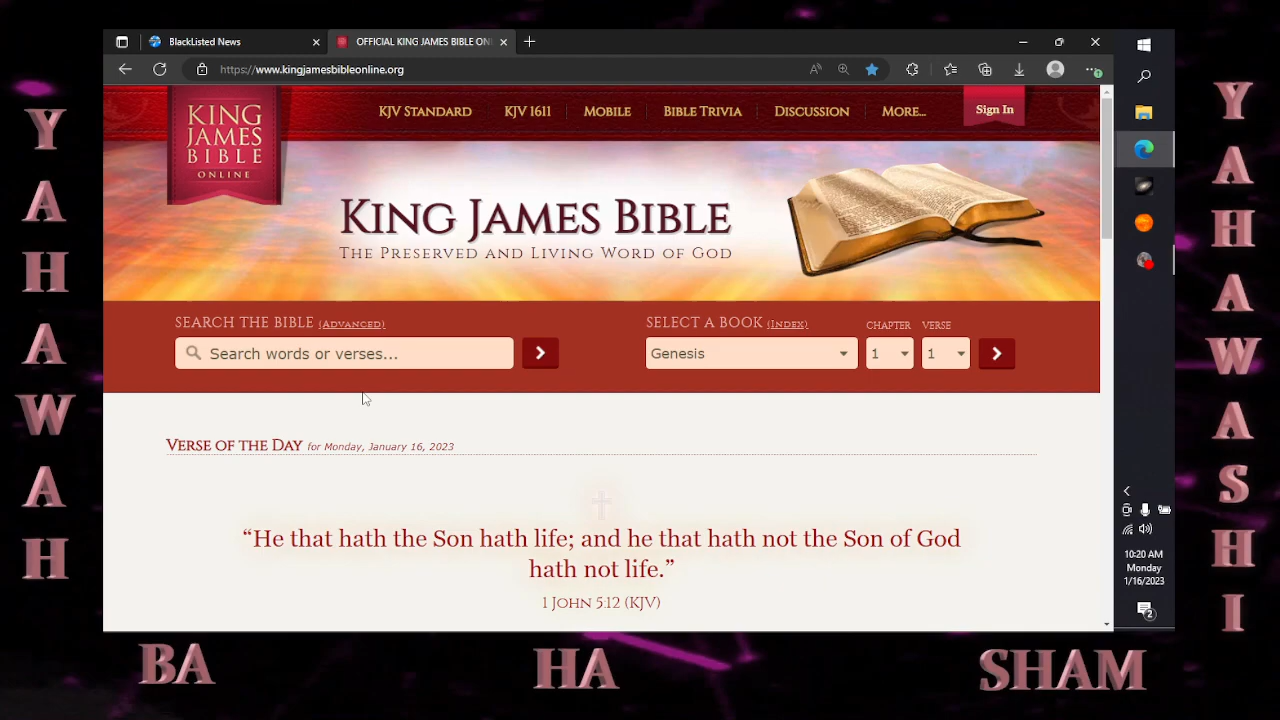 BlackListed News
OFFICIAL KING JAMES BIBLE ON
https://www.kingjamesbibleonline.org
KING
JAMES
BIBLE
ONLINE
KJV STANDARD
KJV 1611
MOBILE
BIBLE TRIVIA
DISCUSSION
MORE...
Sign In
KING JAMES BIBLE
THE PRESERVED AND LIVING WORD OF GOD
SEARCH THE BIBLE (ADVANCED)
Search words or verses...
SELECT A BOOK (INDEX)
CHAPTER
VERSE
Genesis
1
1
VERSE OF THE DAY for Monday, January 16, 2023
“He that hath the Son hath life; and he that hath not the Son of God
hath not life.”
1 JOHN 5:12 (KJV)
10:20 AM
Monday
1/16/2023
2
YAHAWAH
YAHAWASHI
BA HA SHAM